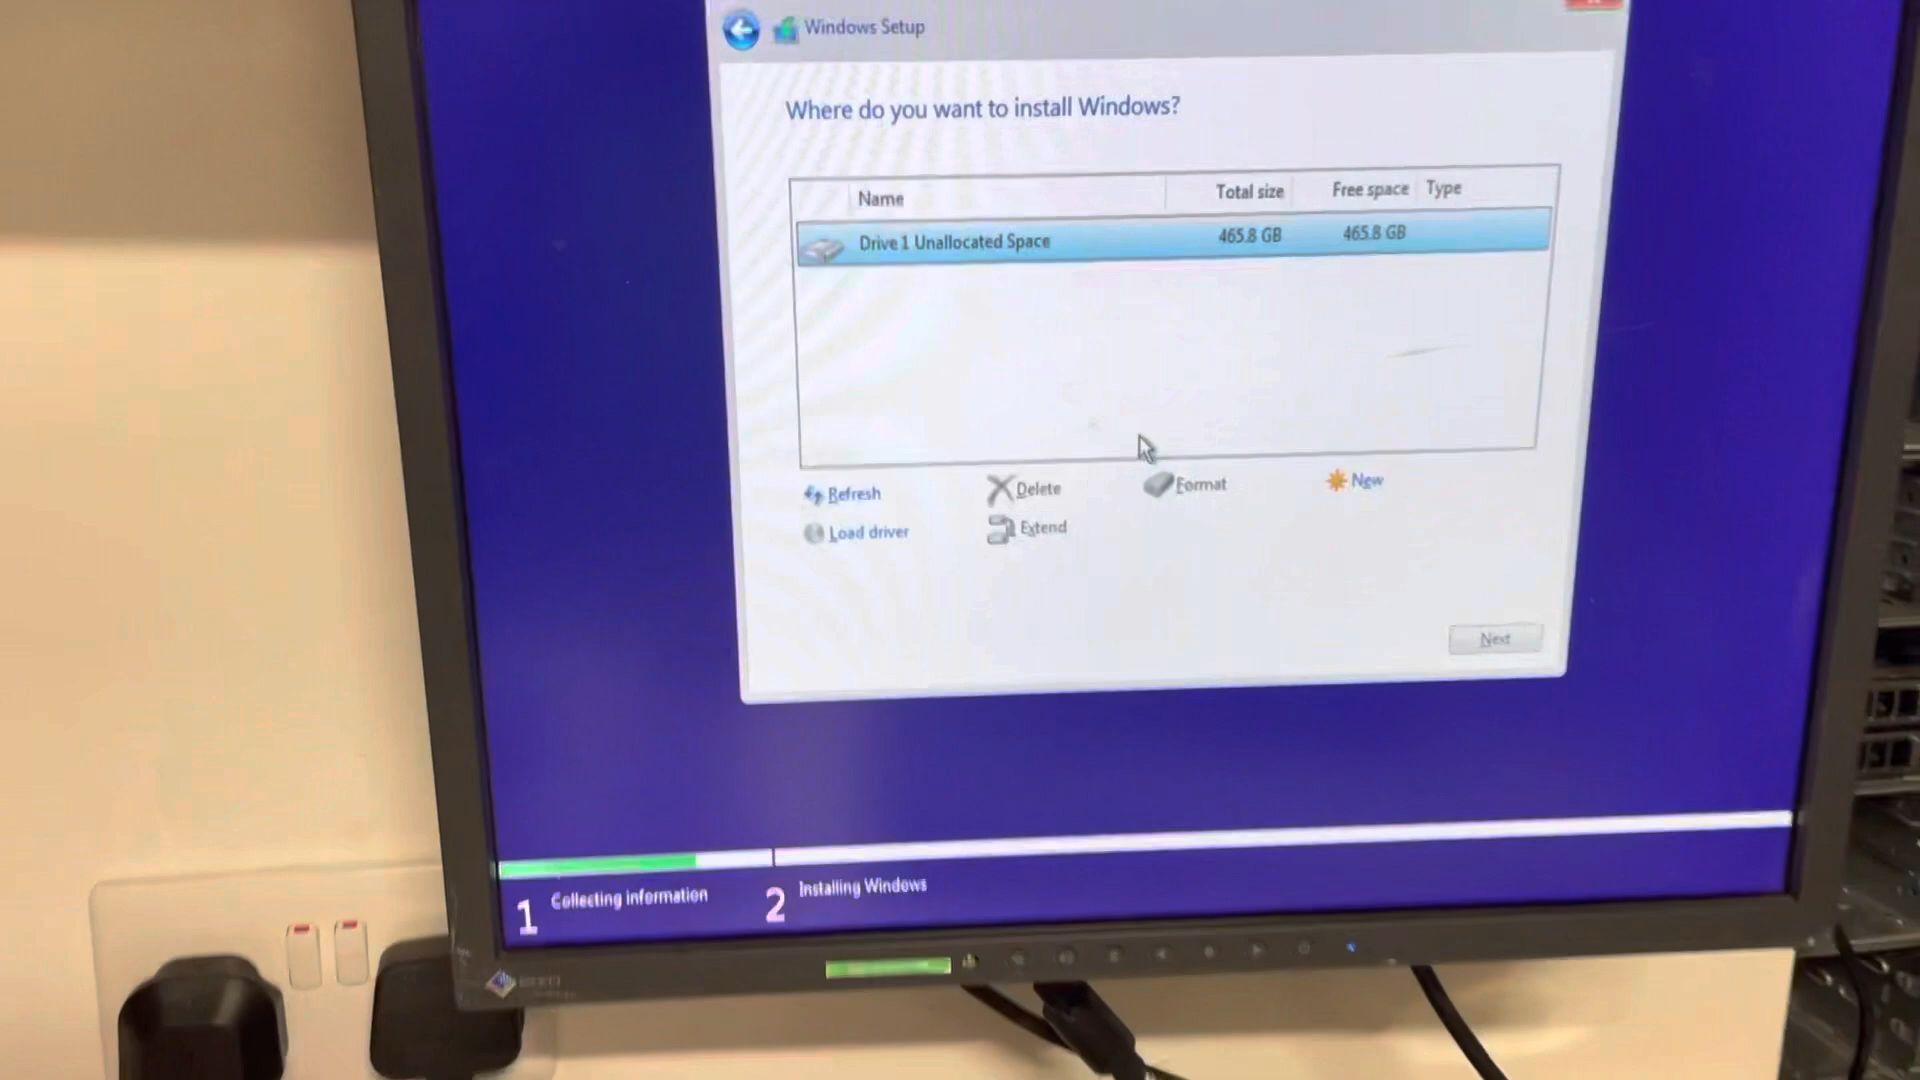 Windows Setup
Where do you want to install Windows?
Name Total size Free space Type
Drive 1 Unallocated Space 465.8 GB 465.8 GB
Refresh Delete Format New
Load driver Extend
Next
1 Collecting information 2 Installing Windows